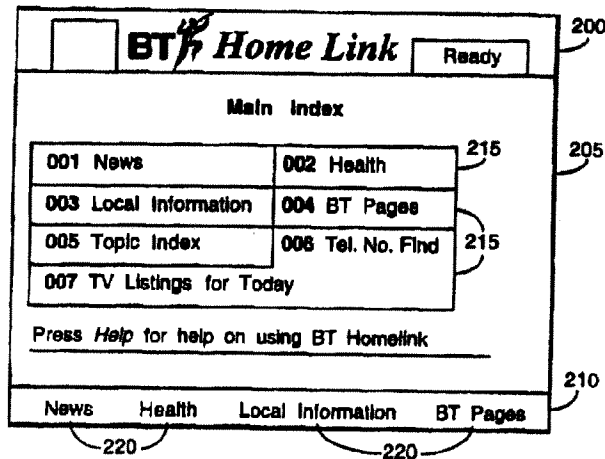 BT Home Link Ready 200
Main Index
001 News 002 Health 215
205
003 Local Information 004 BT Pages
005 Topic Index 006 Tel. No. Find 215
007 TV Listings for Today
Press Help for help on using BT Homelink
210
News Health Local Information BT Pages
220 220